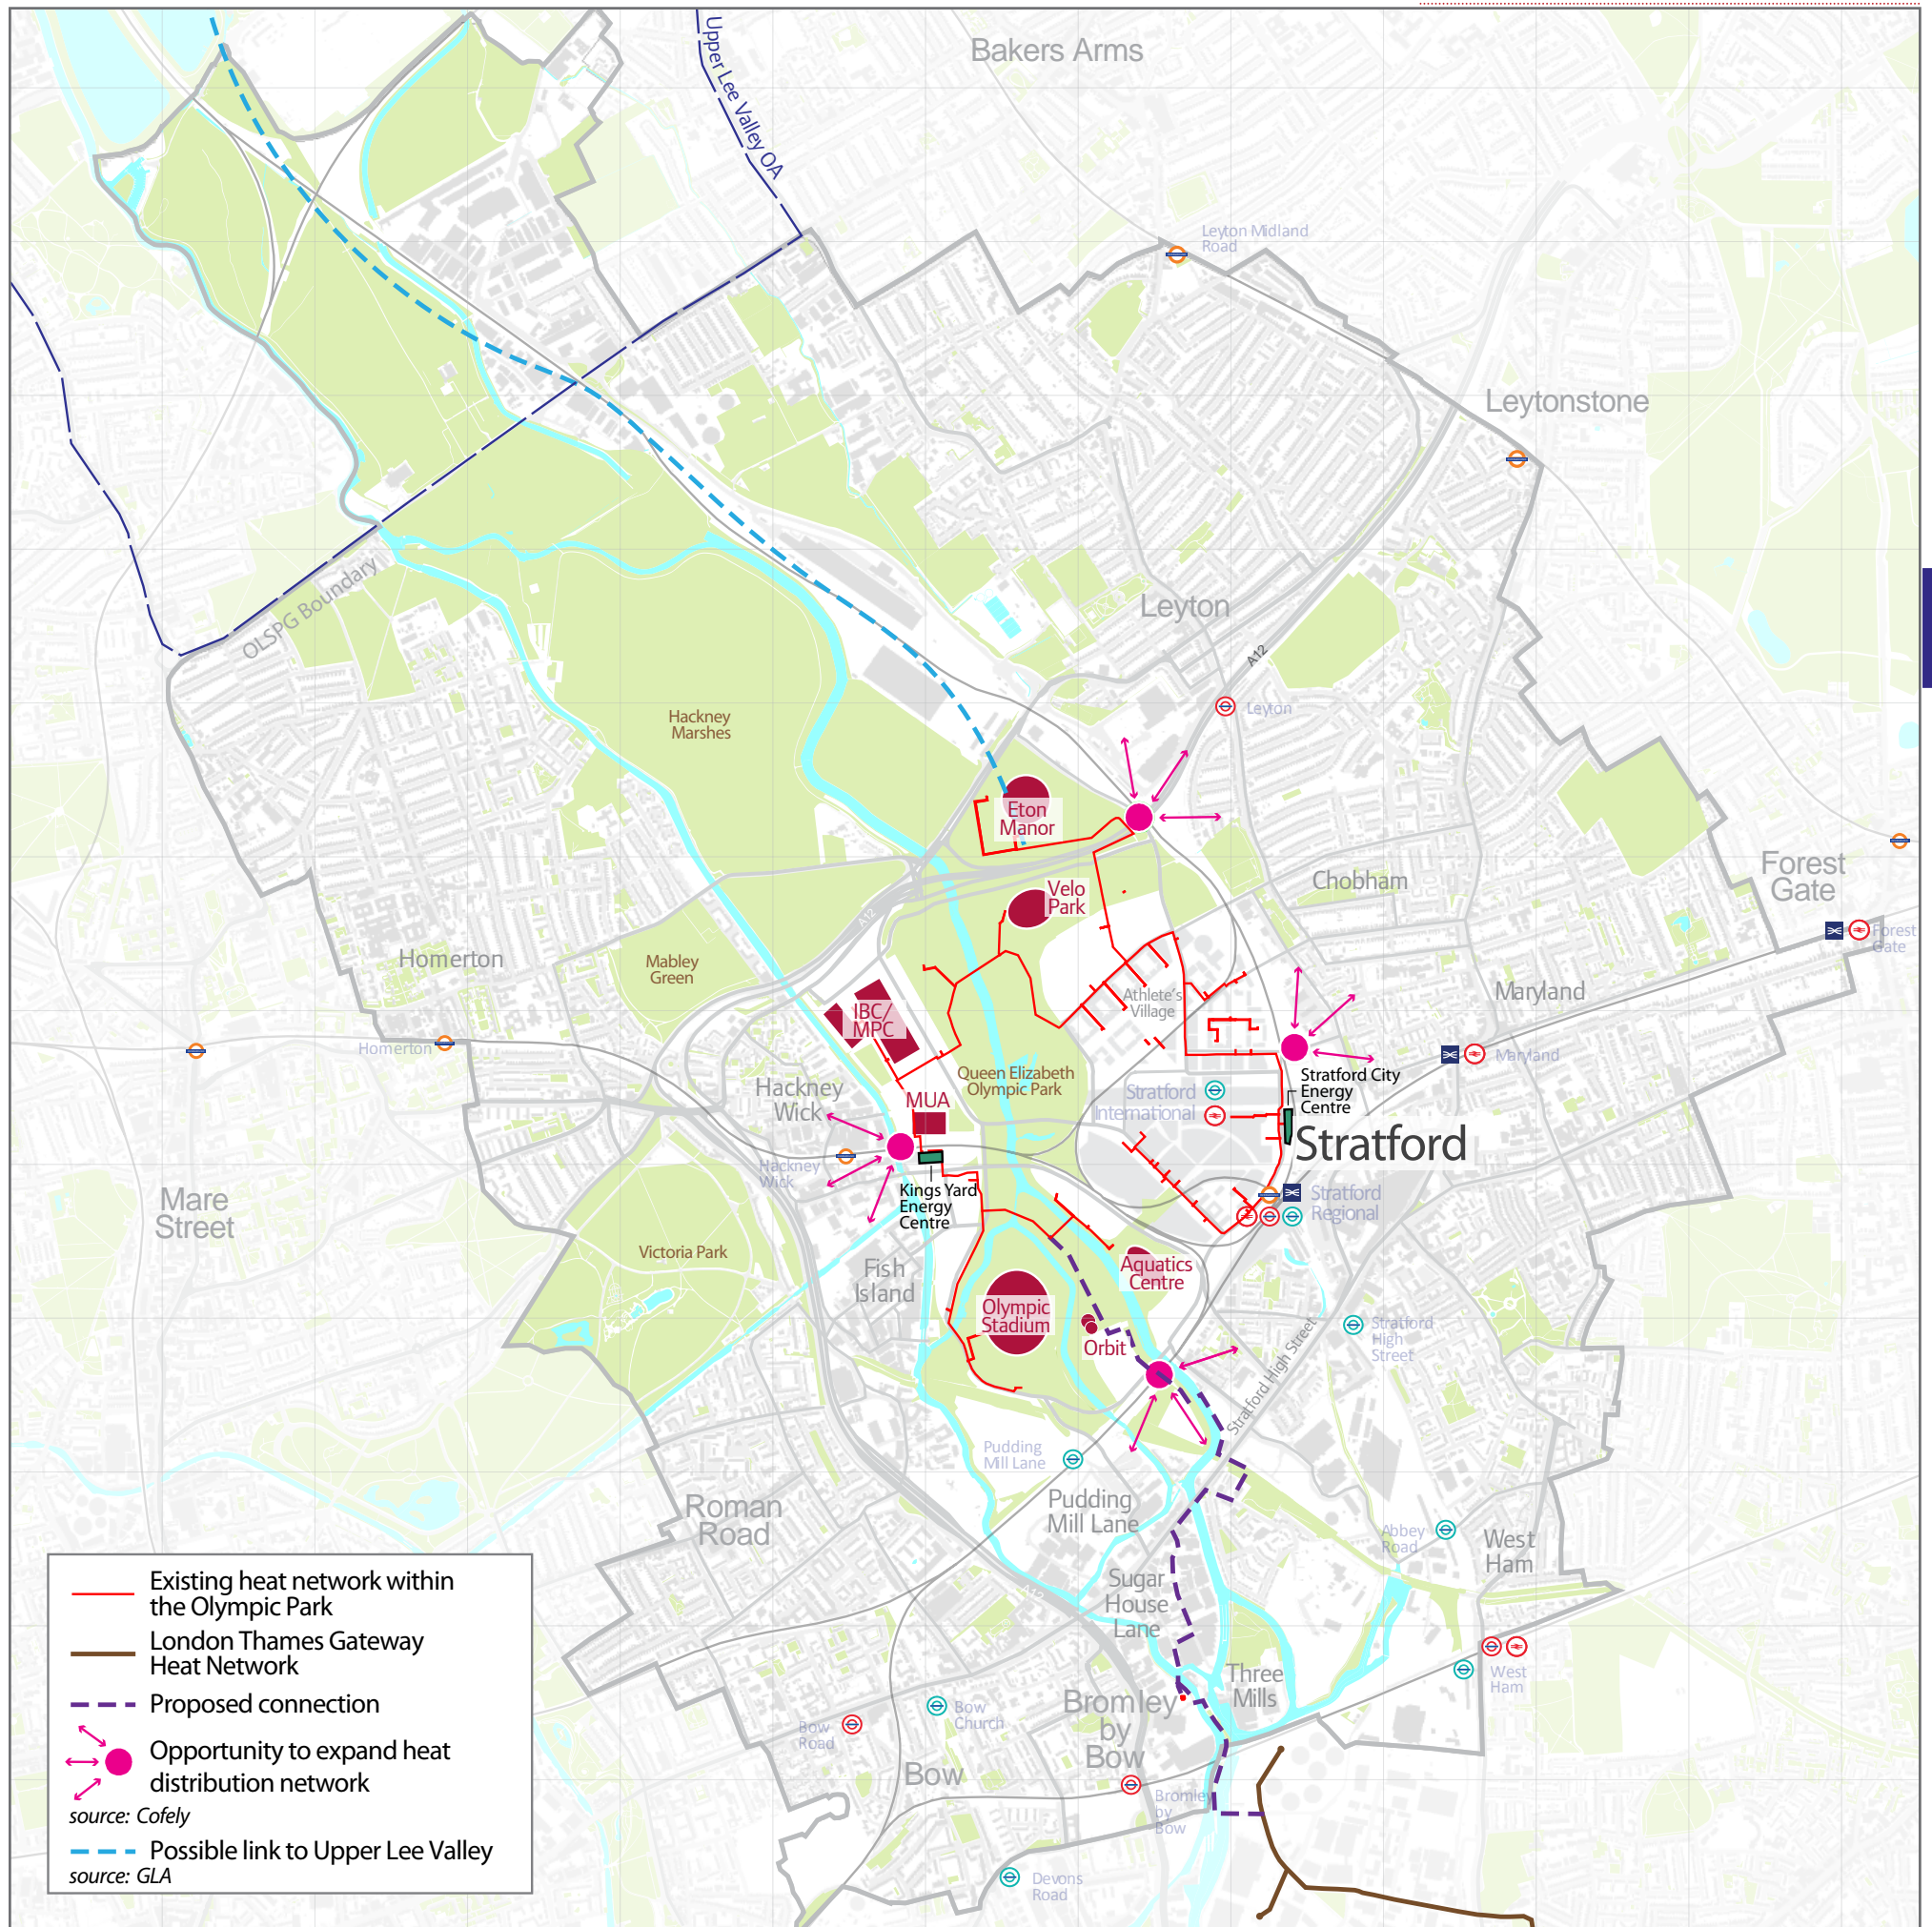 Bakers Arms
Upper Lee Valley OA
Leyton Midland
Road
Leytonstone
OLSPG Boundary
Leyton
A12
Leyton
Hackney
Marshes
Eton
Manor
Velo
Park
Chobham
Forest
Gate
Forest
Gate
A12
Homerton
Mabley
Green
Homerton
IBC/
MPC
Athlete's
Village
Maryland
Maryland
Hackney
Wick
Queen Elizabeth
Olympic Park
MUA
Stratford
International
Stratford City
Energy
Centre
Stratford
Hackney
Wick
Kings Yard
Energy
Centre
Stratford
Regional
Mare
Street
Victoria Park
Fish
Island
Aquatics
Centre
Olympic
Stadium
Orbit
Stratford
High
Street
Stratford High Street
Pudding
Mill Lane
Pudding
Mill Lane
Roman
Road
Abbey
Road
West
Ham
A12
Sugar
House
Lane
Three
Mills
West
Ham
Bromley
by
Bow
Bow
Church
Bow
Road
Bow
Bromley
by
Bow
Devons
Road
Existing heat network within
the Olympic Park
London Thames Gateway
Heat Network
Proposed connection
Opportunity to expand heat
distribution network
source: Cofely
Possible link to Upper Lee Valley
source: GLA